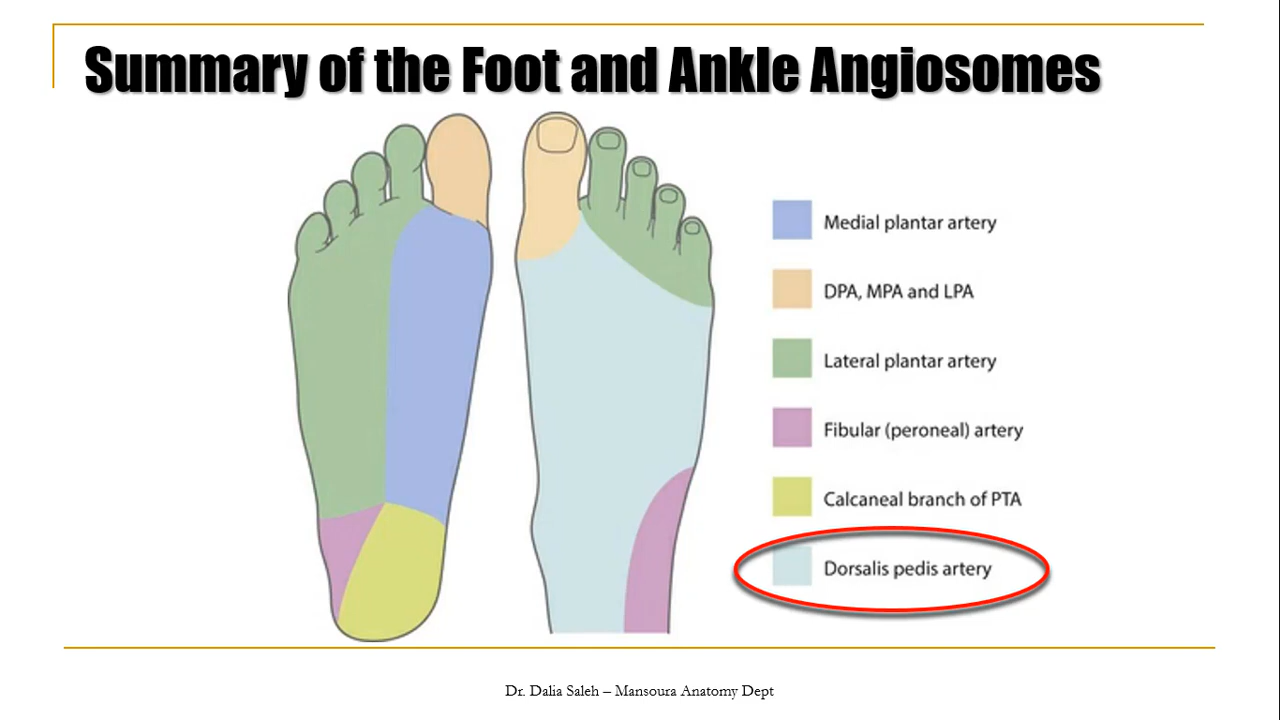 Summary of the Foot and Ankle Angiosomes
Medial plantar artery
DPA, MPA and LPA
Lateral plantar artery
Fibular (peroneal) artery
Calcaneal branch of PTA
Dorsalis pedis artery
Dr. Dalia Saleh – Mansoura Anatomy Dept